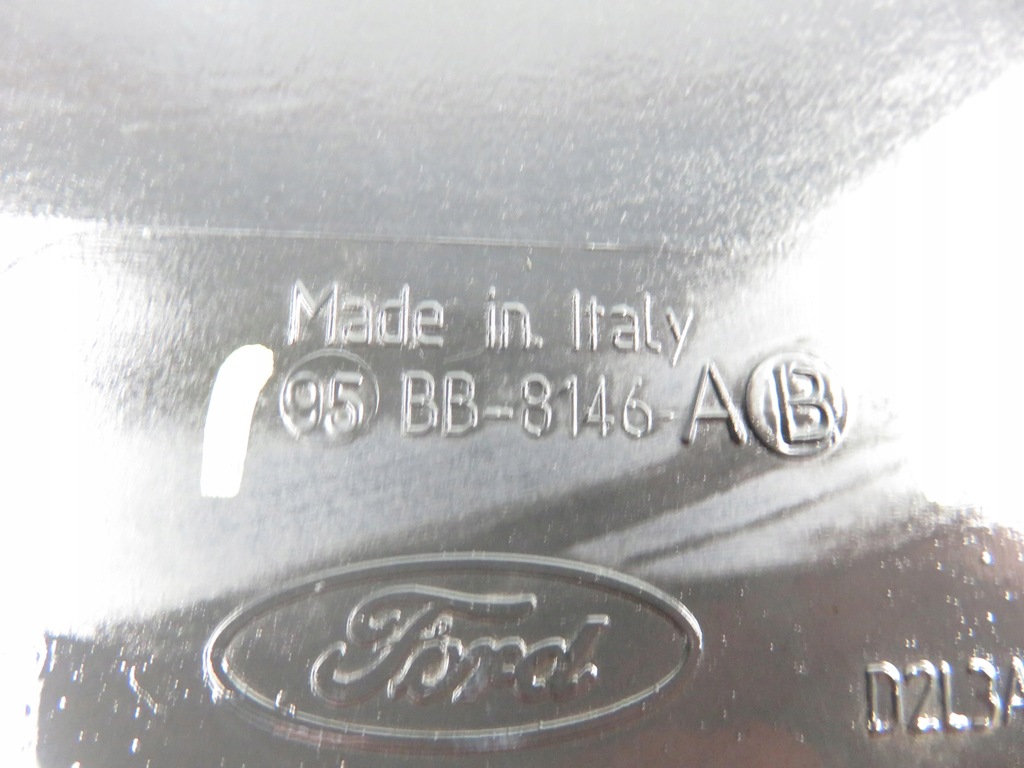 Made in Italy
95 BB-8146-A B
Ford
D2L3A